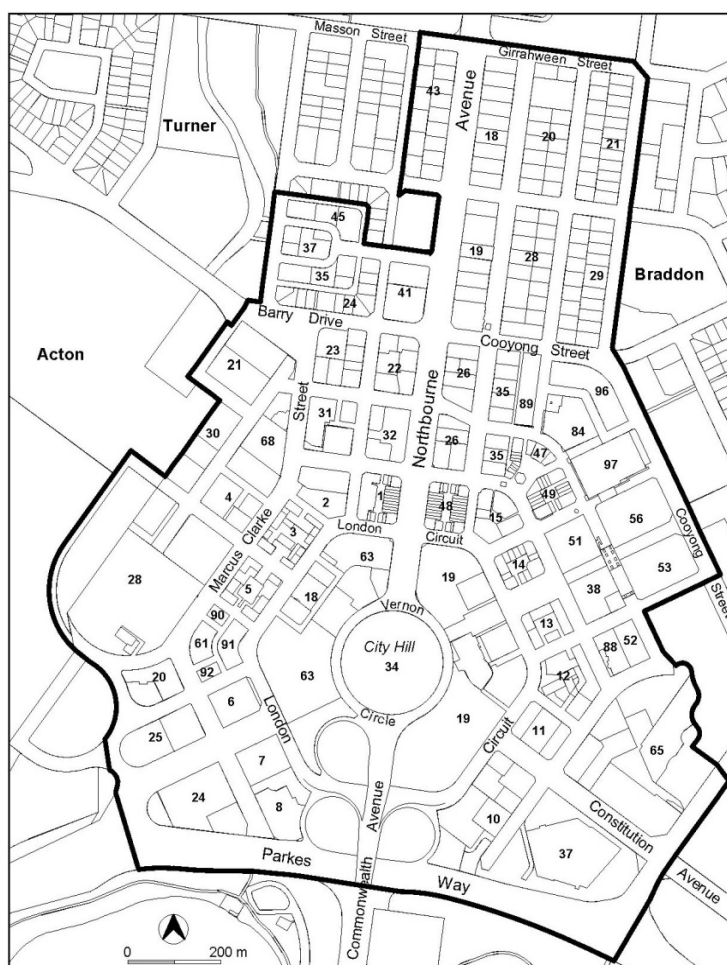 Masson Street
Girrahween Street
43
Avenue
18
20
21
Turner
45
37
35
24
41
19
28
29
Braddon
Barry Drive
Cooyong Street
Acton
21
23
22
26
35
89
96
Street
Northbourne
30
68
31
32
26
35
47
84
97
4
2
1
48
15
49
56
Cooyong
Street
Marcus Clarke
3
London
Circuit
63
19
14
51
53
28
5
18
Vernon
38
90
61
91
City Hill
34
13
88
52
20
92
63
12
6
London
Circle
19
Circuit
11
65
25
7
24
8
Avenue
10
37
Constitution
Avenue
Parkes
Way
Commonwealth
0 200 m